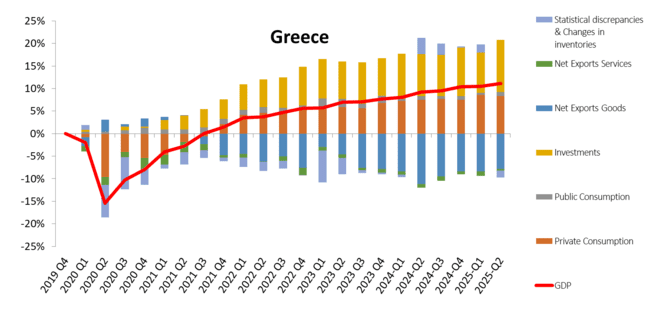 Greece
25%
20%
15%
10%
5%
0%
-5%
-10%
-15%
-20%
-25%
2019 Q4
2020 Q1
2020 Q2
2020 Q3
2020 Q4
2021 Q1
2021 Q2
2021 Q3
2021 Q4
2022 Q1
2022 Q2
2022 Q3
2022 Q4
2023 Q1
2023 Q2
2023 Q3
2023 Q4
2024-Q1
2024-Q2
2024-Q3
2024-Q4
2025-Q1
2025-Q2
Statistical discrepancies
& Changes in
inventories
Net Exports Services
Net Exports Goods
Investments
Public Consumption
Private Consumption
GDP